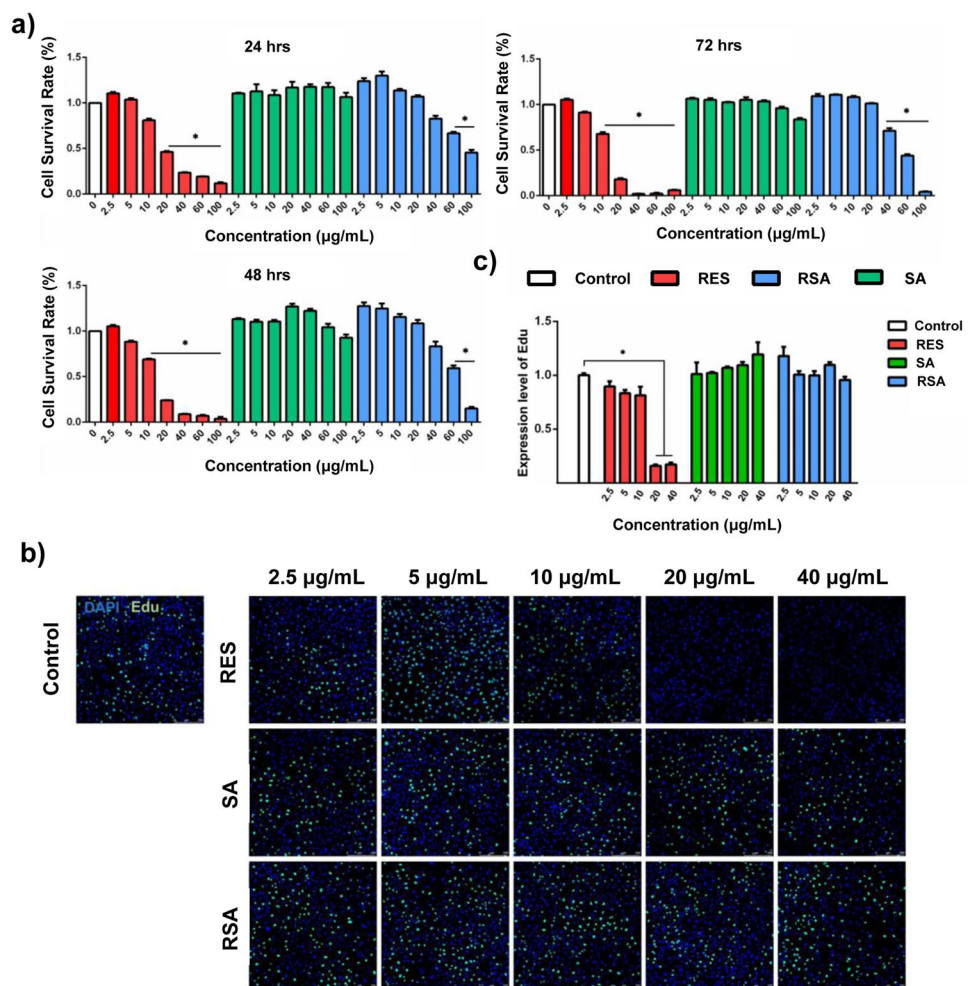 a)
24 hrs
Cell Survival Rate (%)
1.5
1.0
0.5
0.0
0 2.5 5 10 20 40 60 100 2.5 5 10 20 40 60 100 2.5 5 10 20 40 60 100
* *
Concentration (µg/mL)
72 hrs
Cell Survival Rate (%)
1.5
1.0
0.5
0.0
0 2.5 5 10 20 40 60 100 2.5 5 10 20 40 60 100 2.5 5 10 20 40 60 100
* *
Concentration (µg/mL)
48 hrs
Cell Survival Rate (%)
1.5
1.0
0.5
0.0
0 2.5 5 10 20 40 60 100 2.5 5 10 20 40 60 100 2.5 5 10 20 40 60 100
* *
Concentration (µg/mL)
c)
Control RES RSA SA
Expression level of Edu
1.5
1.0
0.5
*
2.5 5 10 20 40 2.5 5 10 20 40 2.5 5 10 20 40
Concentration (µg/mL)
Control
RES
SA
RSA
b)
2.5 µg/mL 5 µg/mL 10 µg/mL 20 µg/mL 40 µg/mL
DAPI Edu
Control
RES
SA
RSA